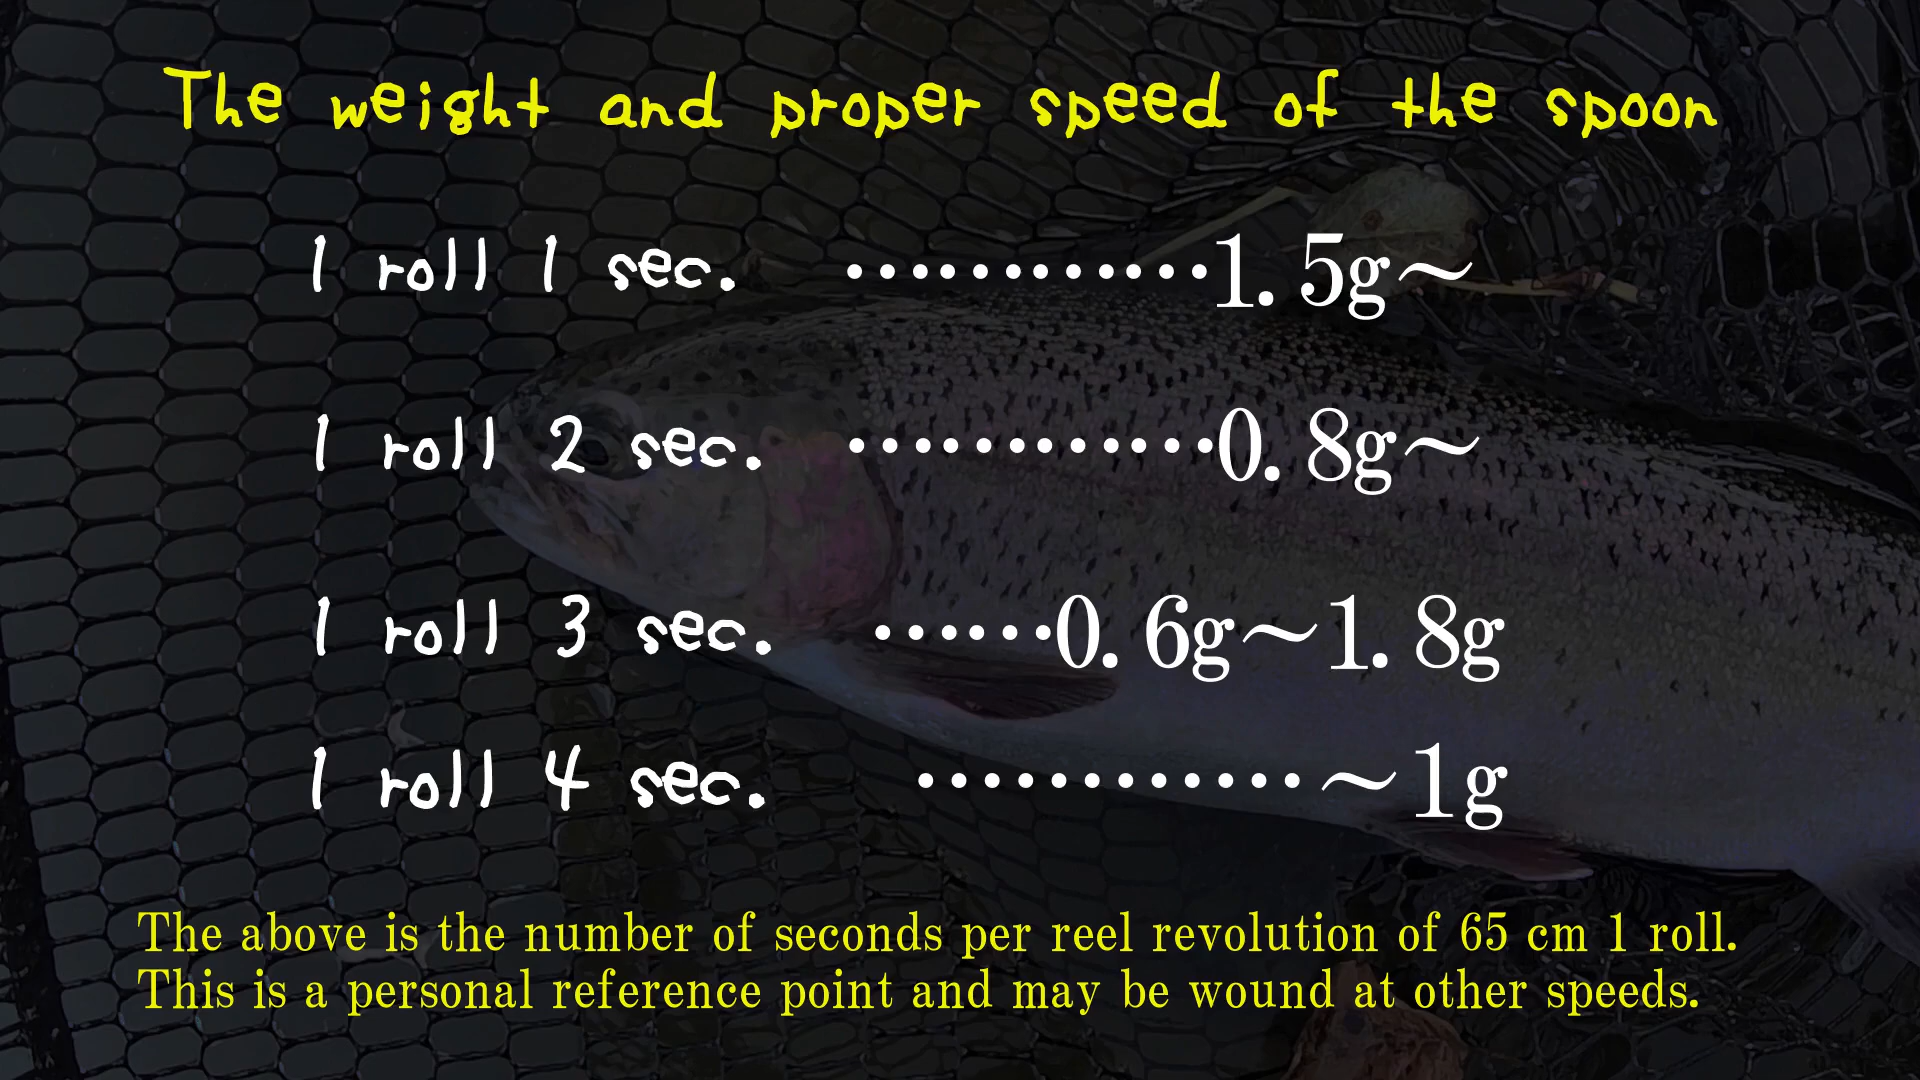 The weight and proper speed of the spoon
1 roll 1 sec. ············1.5g~
1 roll 2 sec. ············0.8g~
1 roll 3 sec. ······0.6g~1.8g
1 roll 4 sec. ············~1g
The above is the number of seconds per reel revolution of 65 cm 1 roll.
This is a personal reference point and may be wound at other speeds.